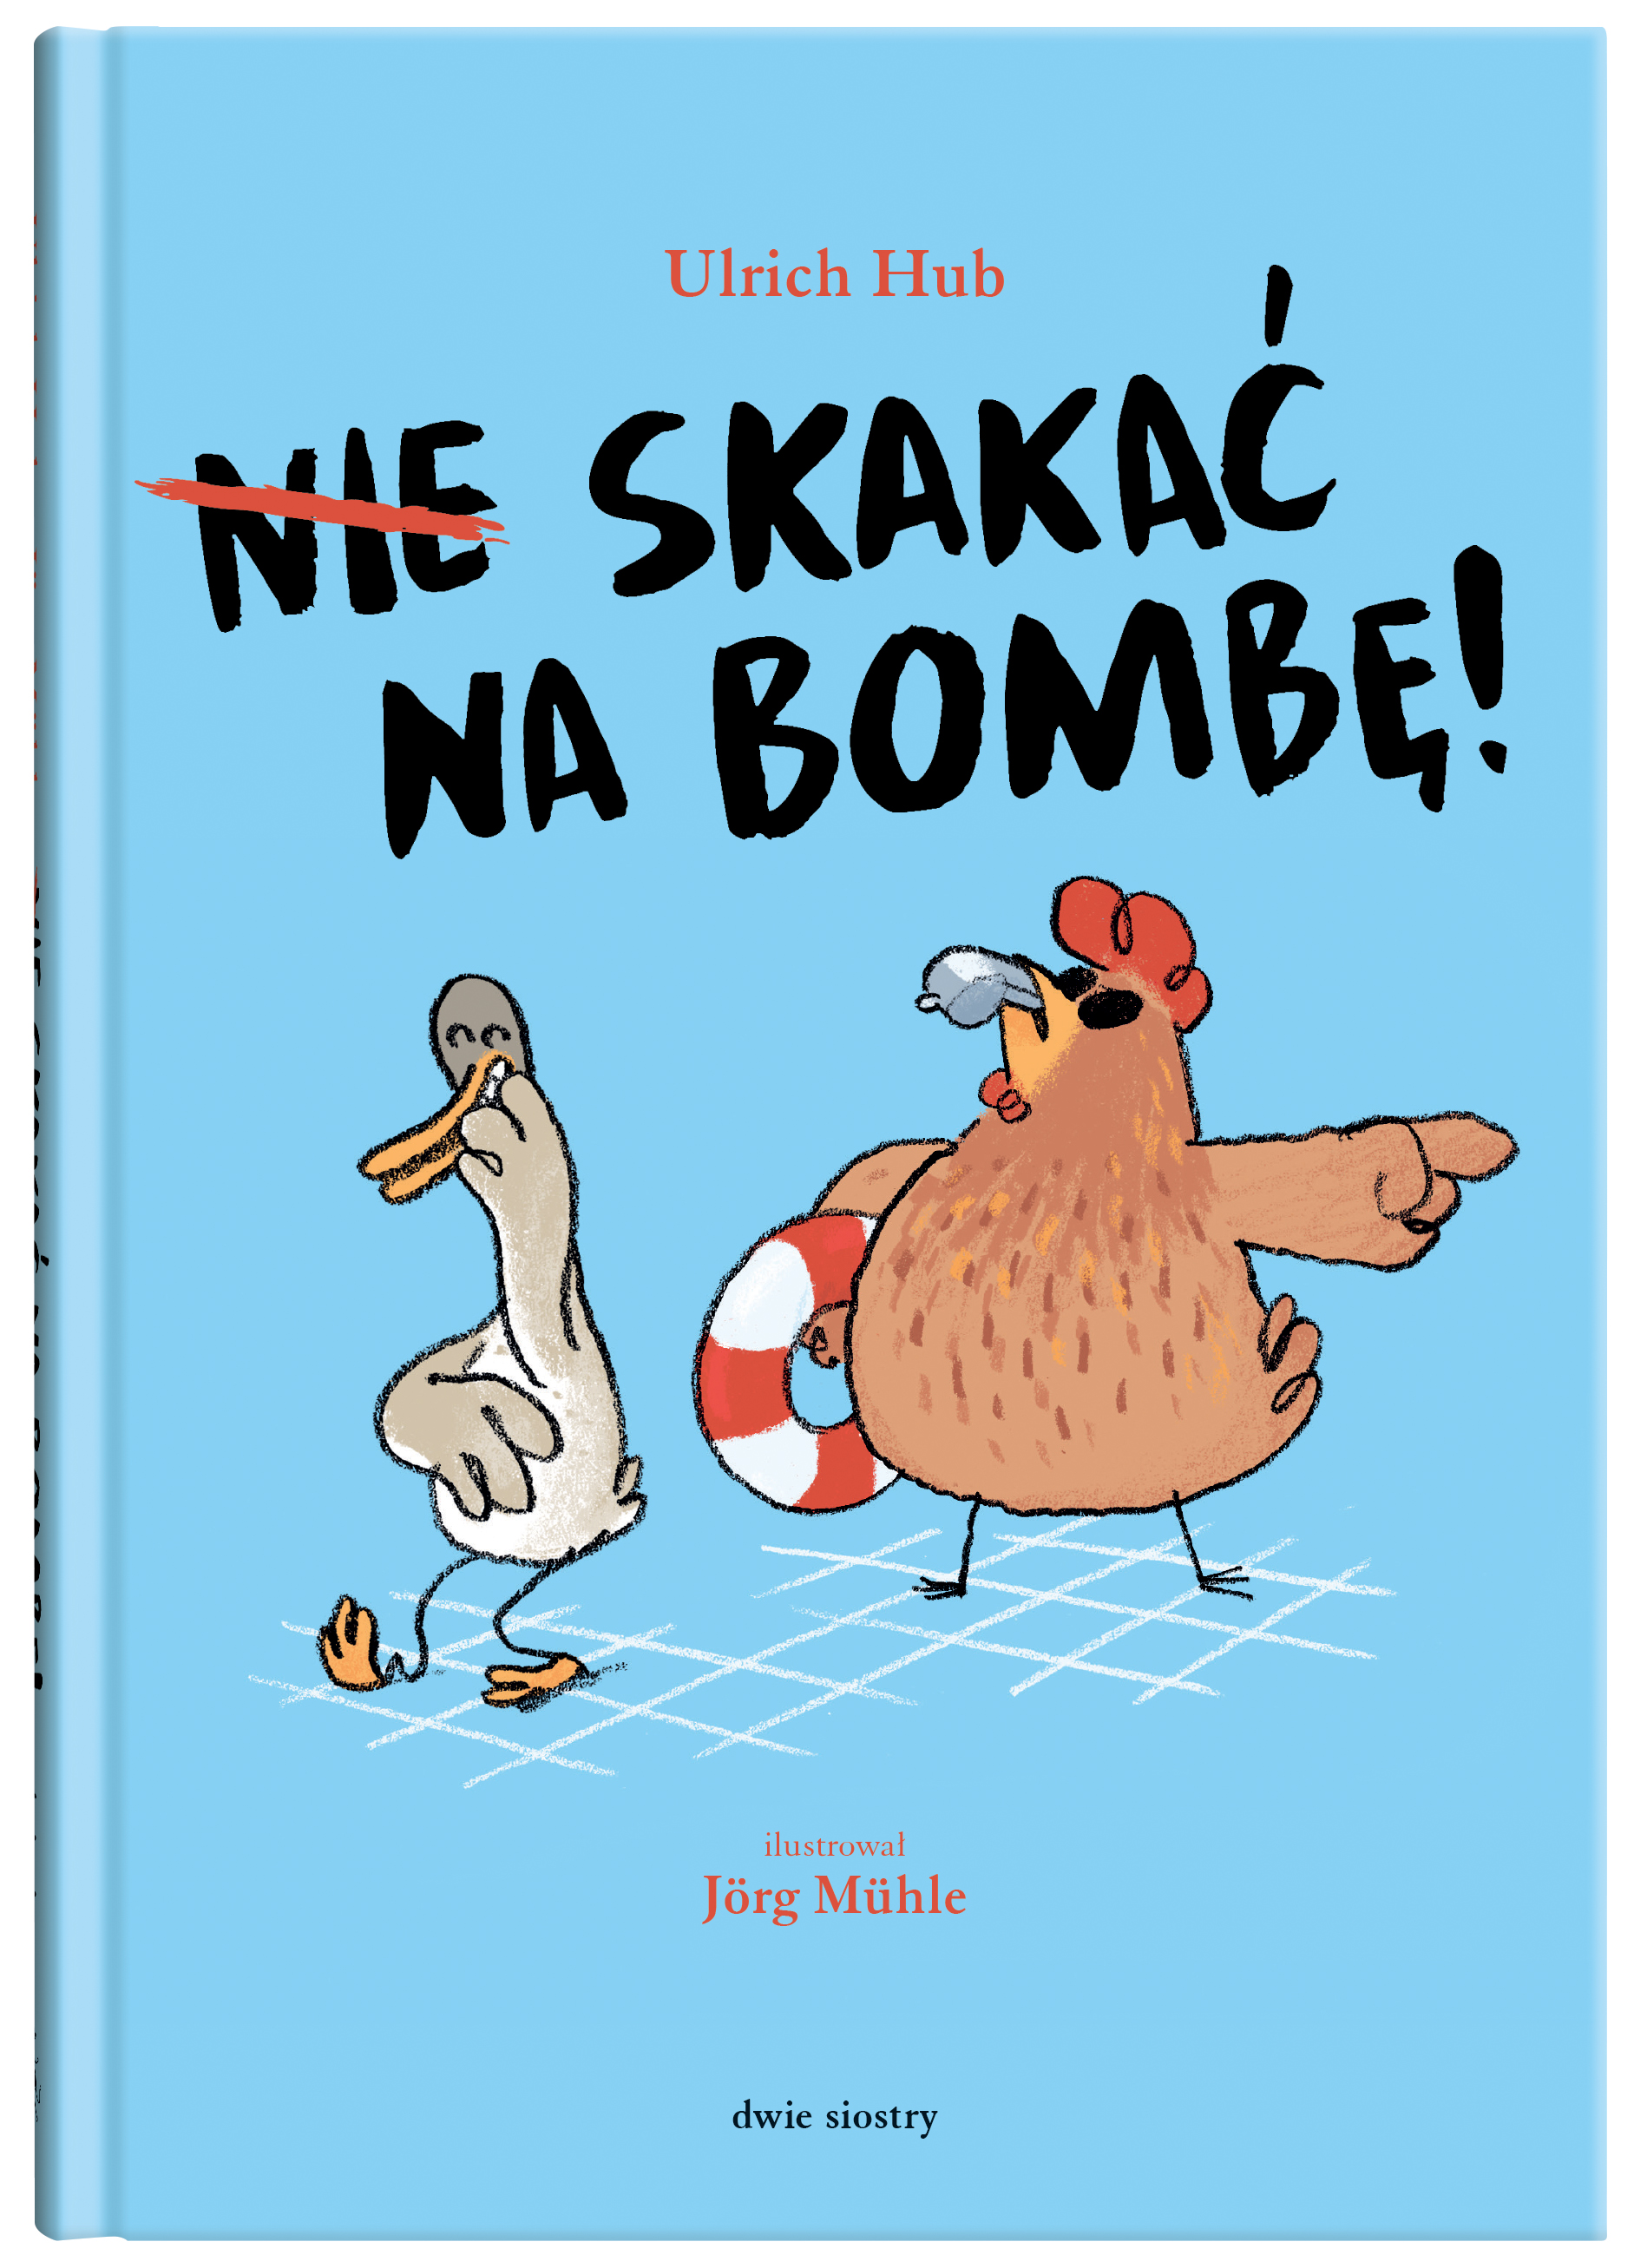 Ulrich Hub
NIE SKAKAĆ
NA BOMBĘ!
ilustrował
Jörg Mühle
dwie siostry